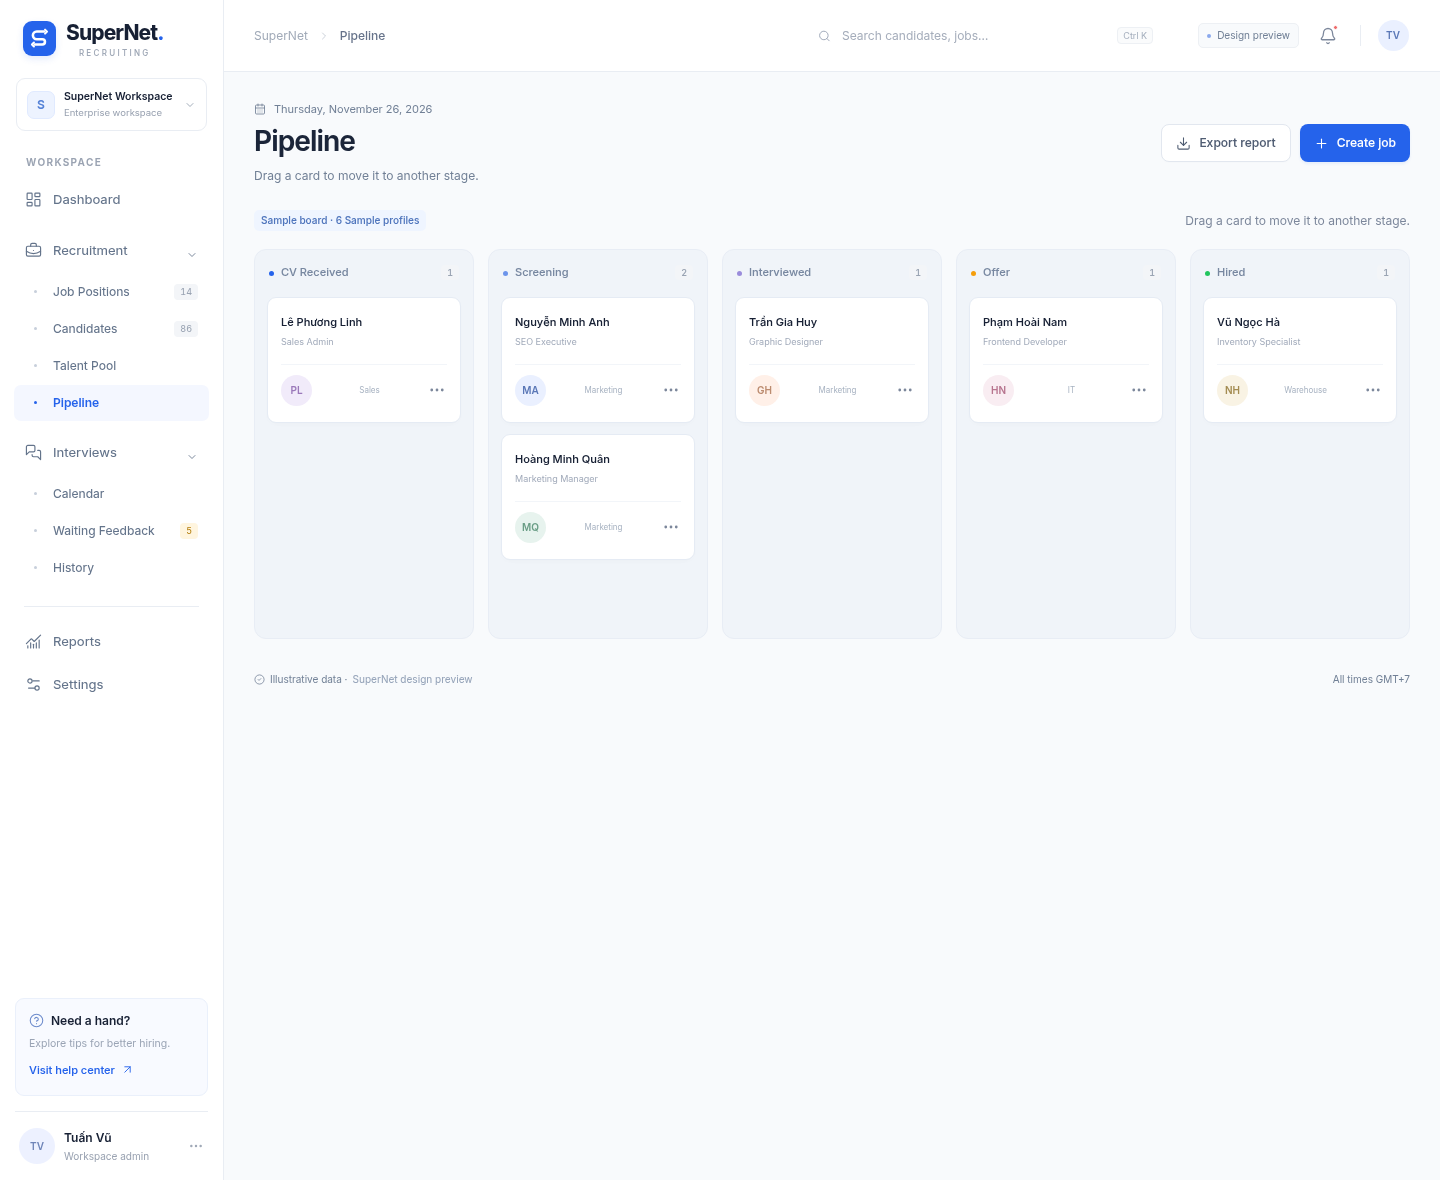 SuperNet.
RECRUITING
S
SuperNet Workspace
Enterprise workspace
WORKSPACE
Dashboard
Recruitment
Job Positions 14
Candidates 86
Talent Pool
Pipeline
Interviews
Calendar
Waiting Feedback 5
History
Reports
Settings
Need a hand?
Explore tips for better hiring.
Visit help center
TV
Tuấn Vũ
Workspace admin
SuperNet Pipeline
Search candidates, jobs...
Ctrl K
Design preview
TV
Thursday, November 26, 2026
Pipeline
Drag a card to move it to another stage.
Export report
Create job
Sample board · 6 Sample profiles
Drag a card to move it to another stage.
CV Received 1
Lê Phương Linh
Sales Admin
PL Sales
Screening 2
Nguyễn Minh Anh
SEO Executive
MA Marketing
Hoàng Minh Quân
Marketing Manager
MQ Marketing
Interviewed 1
Trần Gia Huy
Graphic Designer
GH Marketing
Offer 1
Phạm Hoài Nam
Frontend Developer
HN IT
Hired 1
Vũ Ngọc Hà
Inventory Specialist
NH Warehouse
Illustrative data · SuperNet design preview
All times GMT+7